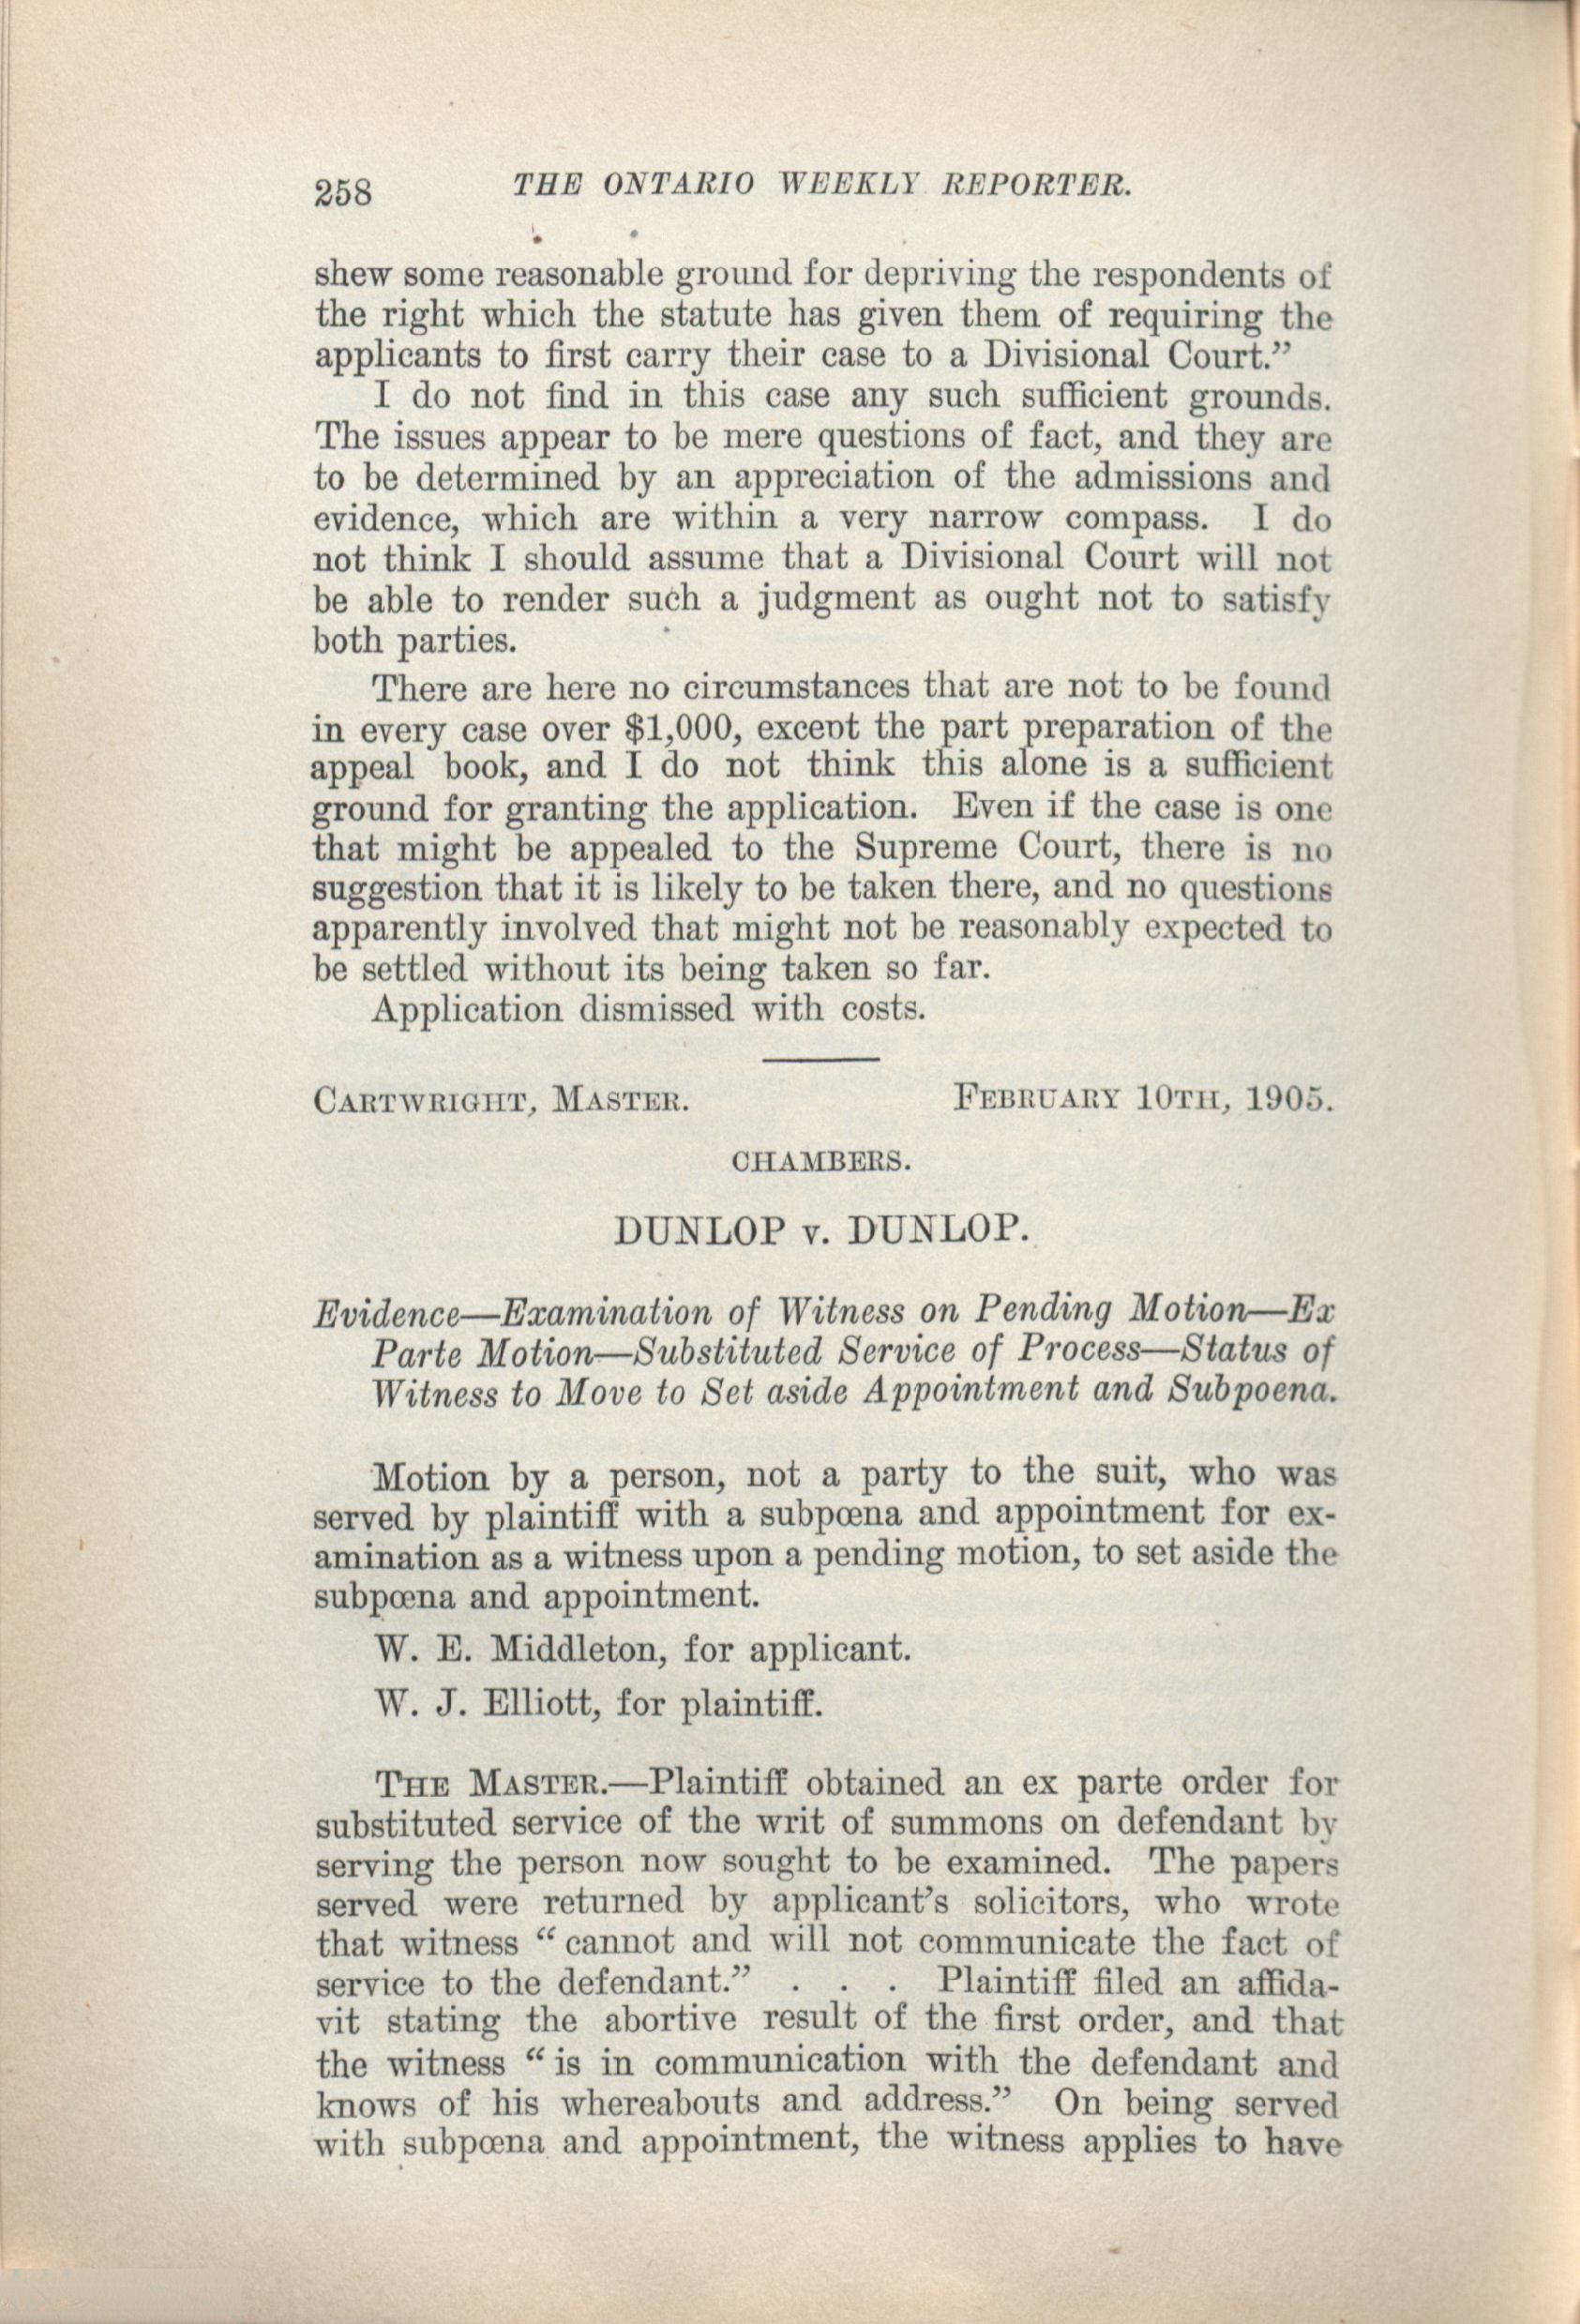 258 THE ONTARIO WEEKLY REPORTER.
shew some reasonable ground for depriving the respondents of
the right which the statute has given them of requiring the
applicants to first carry their case to a Divisional Court.”
I do not find in this case any such sufficient grounds.
The issues appear to be mere questions of fact, and they are
to be determined by an appreciation of the admissions and
evidence, which are within a very narrow compass. I do
not think I should assume that a Divisional Court will not
be able to render such a judgment as ought not to satisfy
both parties.
There are here no circumstances that are not to be found
in every case over $1,000, except the part preparation of the
appeal book, and I do not think this alone is a sufficient
ground for granting the application. Even if the case is one
that might be appealed to the Supreme Court, there is no
suggestion that it is likely to be taken there, and no questions
apparently involved that might not be reasonably expected to
be settled without its being taken so far.
Application dismissed with costs.
CARTWRIGHT, MASTER. FEBRUARY 10TH, 1905.
CHAMBERS.
DUNLOP v. DUNLOP.
Evidence—Examination of Witness on Pending Motion—Ex
Parte Motion—Substituted Service of Process—Status of
Witness to Move to Set aside Appointment and Subpoena.
Motion by a person, not a party to the suit, who was
served by plaintiff with a subpœna and appointment for ex-
amination as a witness upon a pending motion, to set aside the
subpœna and appointment.
W. E. Middleton, for applicant.
W. J. Elliott, for plaintiff.
THE MASTER.—Plaintiff obtained an ex parte order for
substituted service of the writ of summons on defendant by
serving the person now sought to be examined. The papers
served were returned by applicant’s solicitors, who wrote
that witness “ cannot and will not communicate the fact of
service to the defendant.” . . . Plaintiff filed an affida-
vit stating the abortive result of the first order, and that
the witness “ is in communication with the defendant and
knows of his whereabouts and address.” On being served
with subpœna and appointment, the witness applies to have